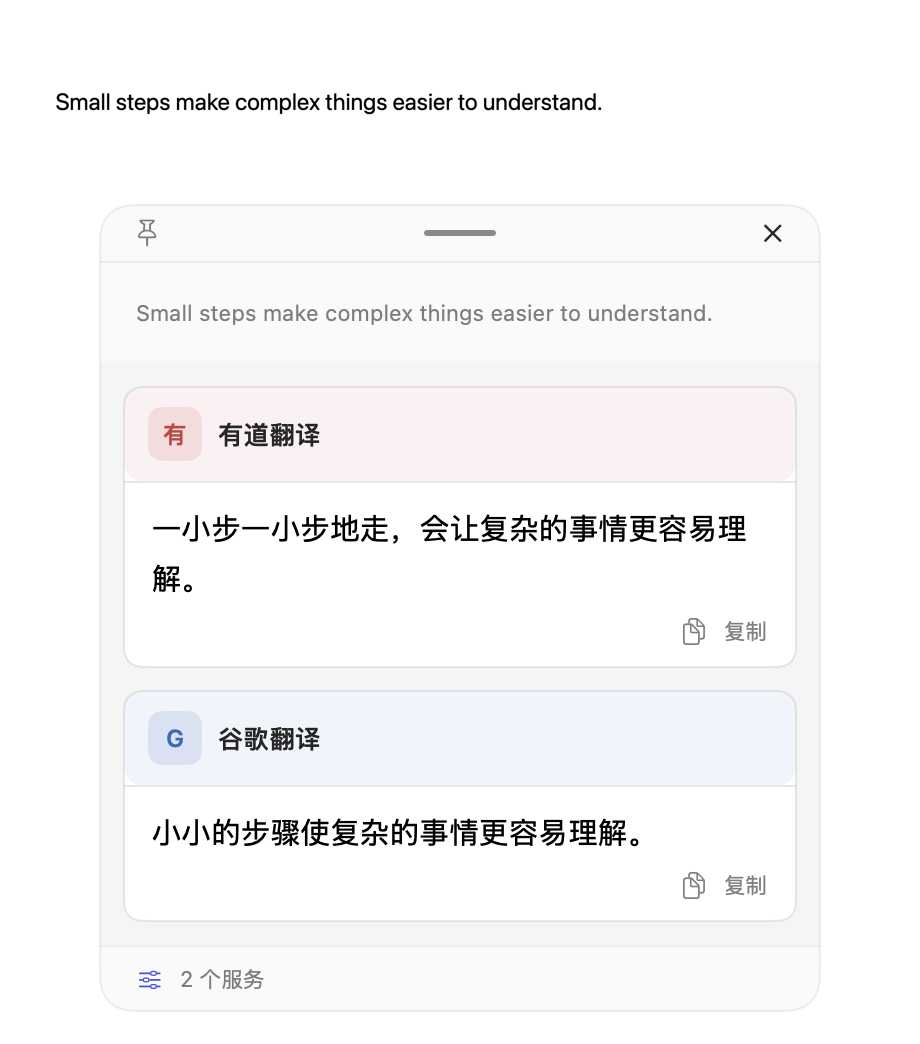 Small steps make complex things easier to understand.
Small steps make complex things easier to understand.
有 有道翻译
一小步一小步地走，会让复杂的事情更容易理
解。
复制
G 谷歌翻译
小小的步骤使复杂的事情更容易理解。
复制
2 个服务